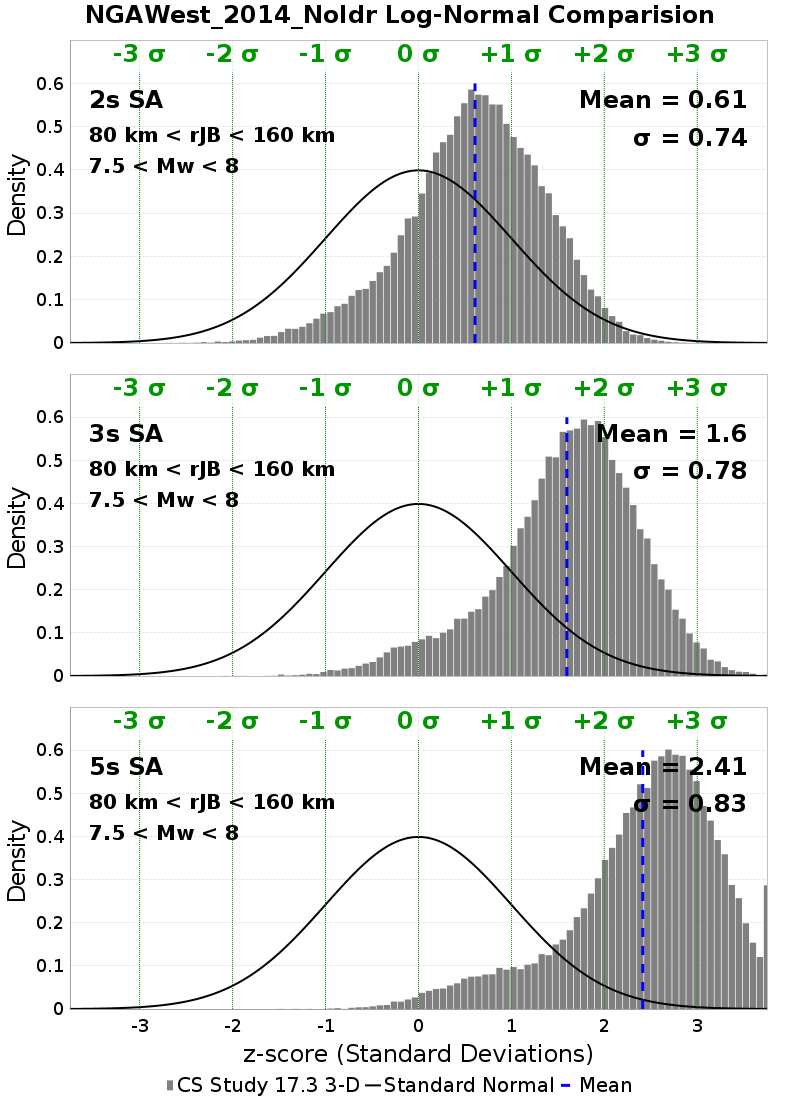 NGAWest_2014_NoIdr Log-Normal Comparision
-3 σ -2 σ -1 σ 0 σ +1 σ +2 σ +3 σ
2s SA
Mean = 0.61
80 km < rJB < 160 km
σ = 0.74
7.5 < Mw < 8
Density
0.6
0.5
0.4
0.3
0.2
0.1
0
-3 σ -2 σ -1 σ 0 σ +1 σ +2 σ +3 σ
3s SA
Mean = 1.6
80 km < rJB < 160 km
σ = 0.78
7.5 < Mw < 8
Density
0.6
0.5
0.4
0.3
0.2
0.1
0
-3 σ -2 σ -1 σ 0 σ +1 σ +2 σ +3 σ
5s SA
Mean = 2.41
80 km < rJB < 160 km
σ = 0.83
7.5 < Mw < 8
Density
0.6
0.5
0.4
0.3
0.2
0.1
0
-3 -2 -1 0 1 2 3
z-score (Standard Deviations)
CS Study 17.3 3-D Standard Normal Mean